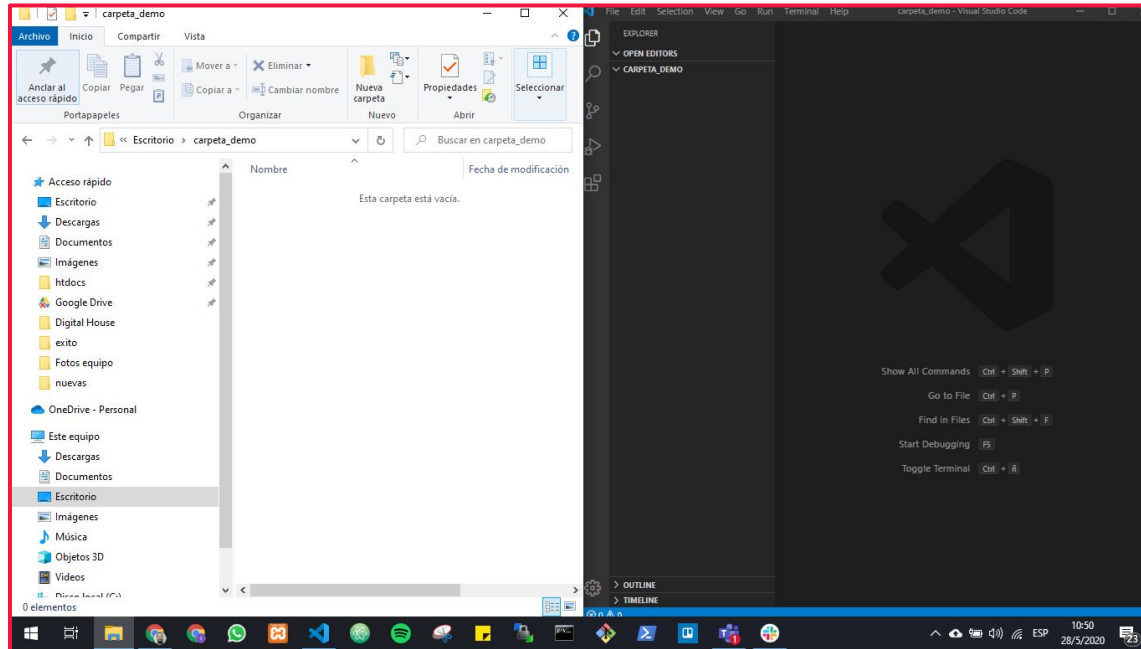 carpeta_demo
Archivo Inicio Compartir Vista
Anclar al acceso rápido
Copiar
Pegar
Mover a
Copiar a
Eliminar
Cambiar nombre
Nueva carpeta
Propiedades
Seleccionar
Portapapeles
Organizar
Nuevo
Abrir
« Escritorio › carpeta_demo
Buscar en carpeta_demo
Nombre
Fecha de modificación
Esta carpeta está vacía.
Acceso rápido
Escritorio
Descargas
Documentos
Imágenes
htdocs
Google Drive
Digital House
exito
Fotos equipo
nuevas
OneDrive - Personal
Este equipo
Descargas
Documentos
Escritorio
Imágenes
Música
Objetos 3D
Videos
0 elementos
File Edit Selection View Go Run Terminal Help
carpeta_demo - Visual Studio Code
EXPLORER
OPEN EDITORS
CARPETA_DEMO
Show All Commands Ctrl + Shift + P
Go to File Ctrl + P
Find in Files Ctrl + Shift + F
Start Debugging F5
Toggle Terminal Ctrl + ñ
OUTLINE
TIMELINE
ESP
10:50
28/5/2020
23